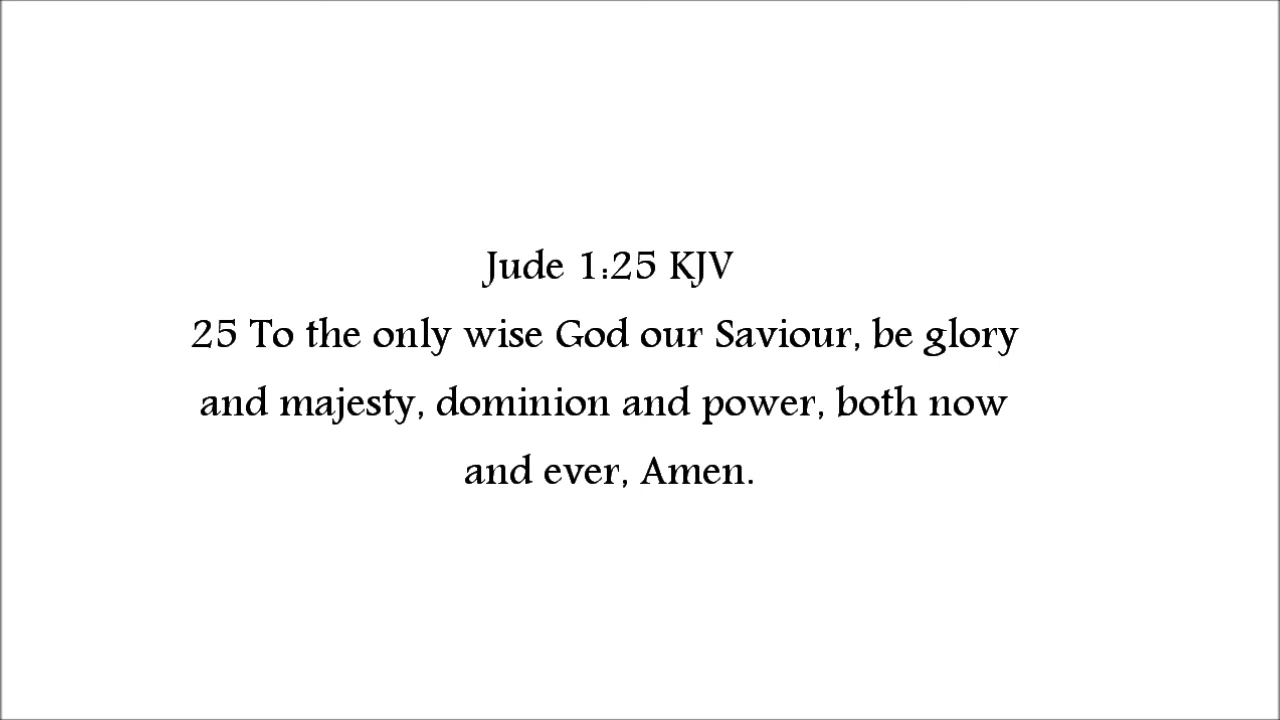 Jude 1:25 KJV
25 To the only wise God our Saviour, be glory
and majesty, dominion and power, both now
and ever, Amen.